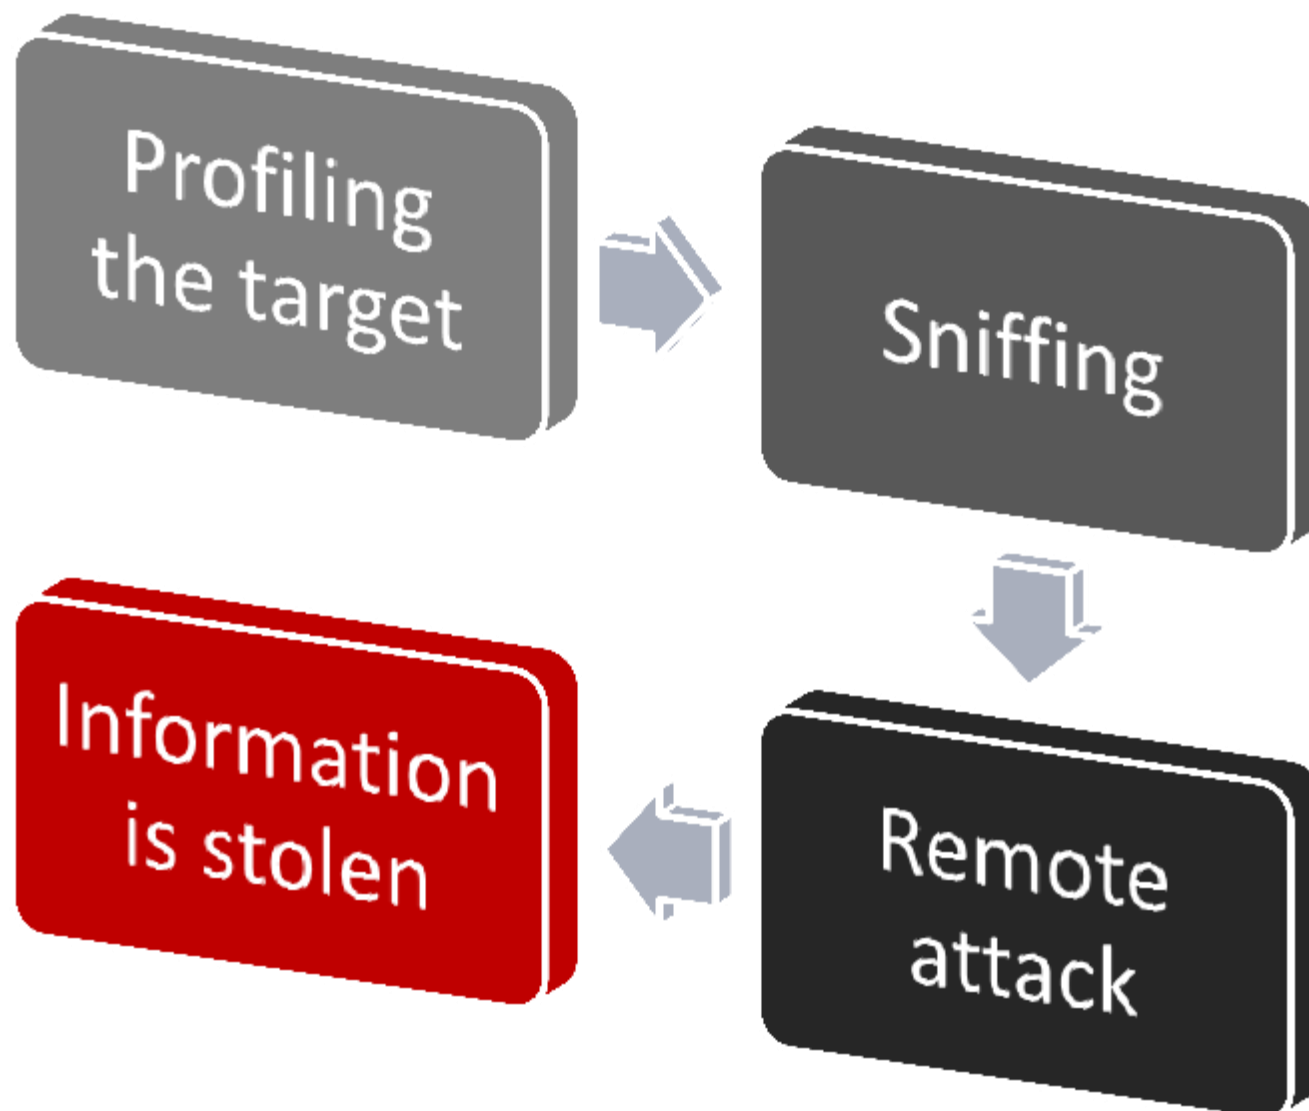 Profiling
the target
Sniffing
Remote
attack
Information
is stolen